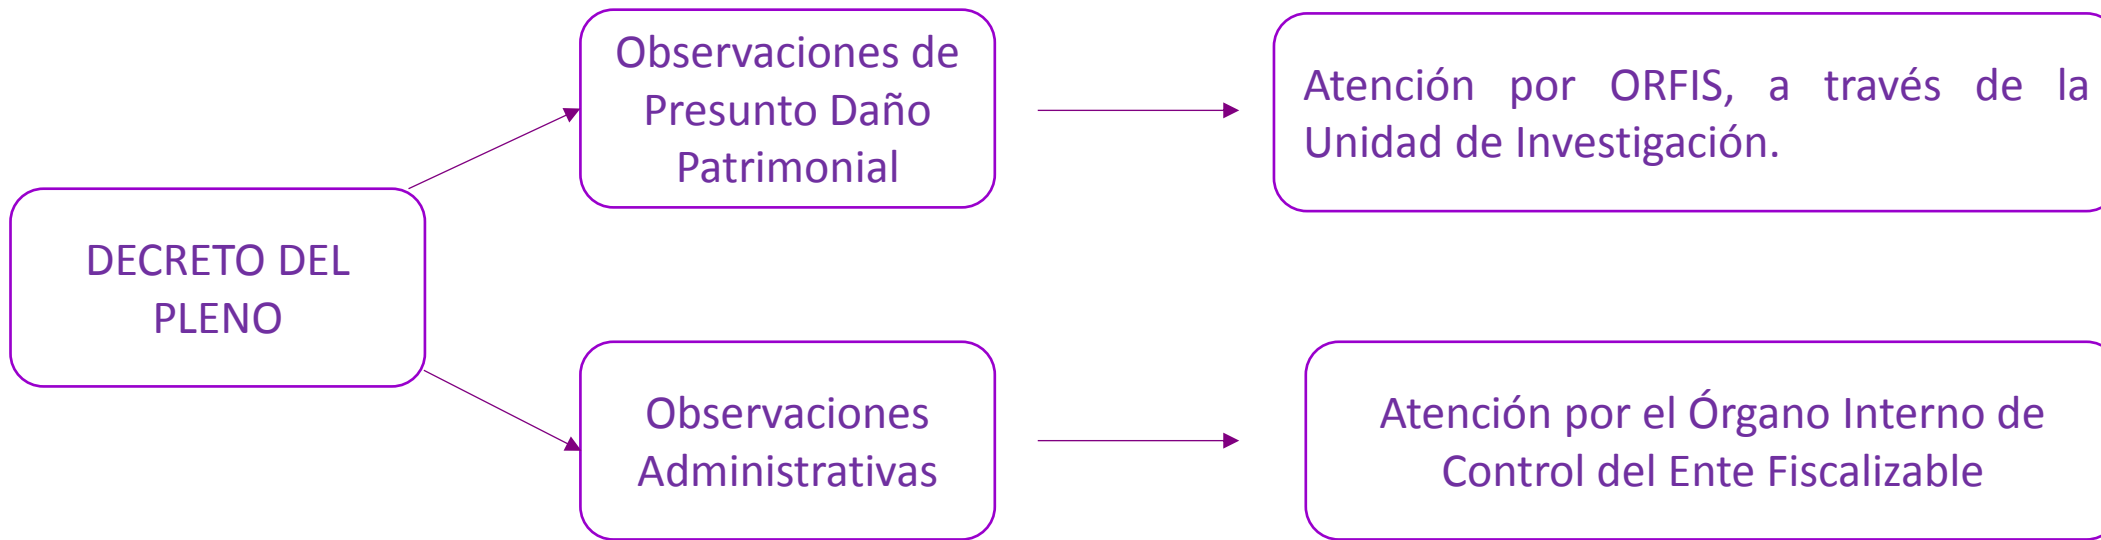 DECRETO DEL
PLENO
Observaciones de
Presunto Daño
Patrimonial
Atención por ORFIS, a través de la
Unidad de Investigación.
Observaciones
Administrativas
Atención por el Órgano Interno de
Control del Ente Fiscalizable